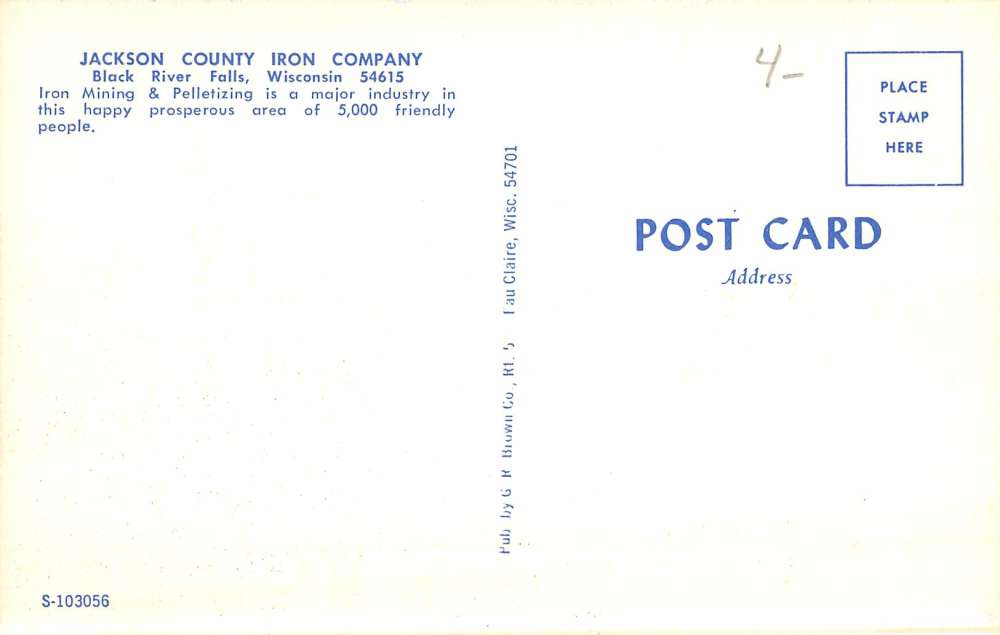 JACKSON COUNTY IRON COMPANY
Black River Falls, Wisconsin 54615
Iron Mining & Pelletizing is a major industry in
this happy prosperous area of 5,000 friendly
people.
4-
PLACE
STAMP
HERE
POST CARD
Address
Pub by G R Brown Co., Rt. 5 Eau Claire, Wisc. 54701
S-103056